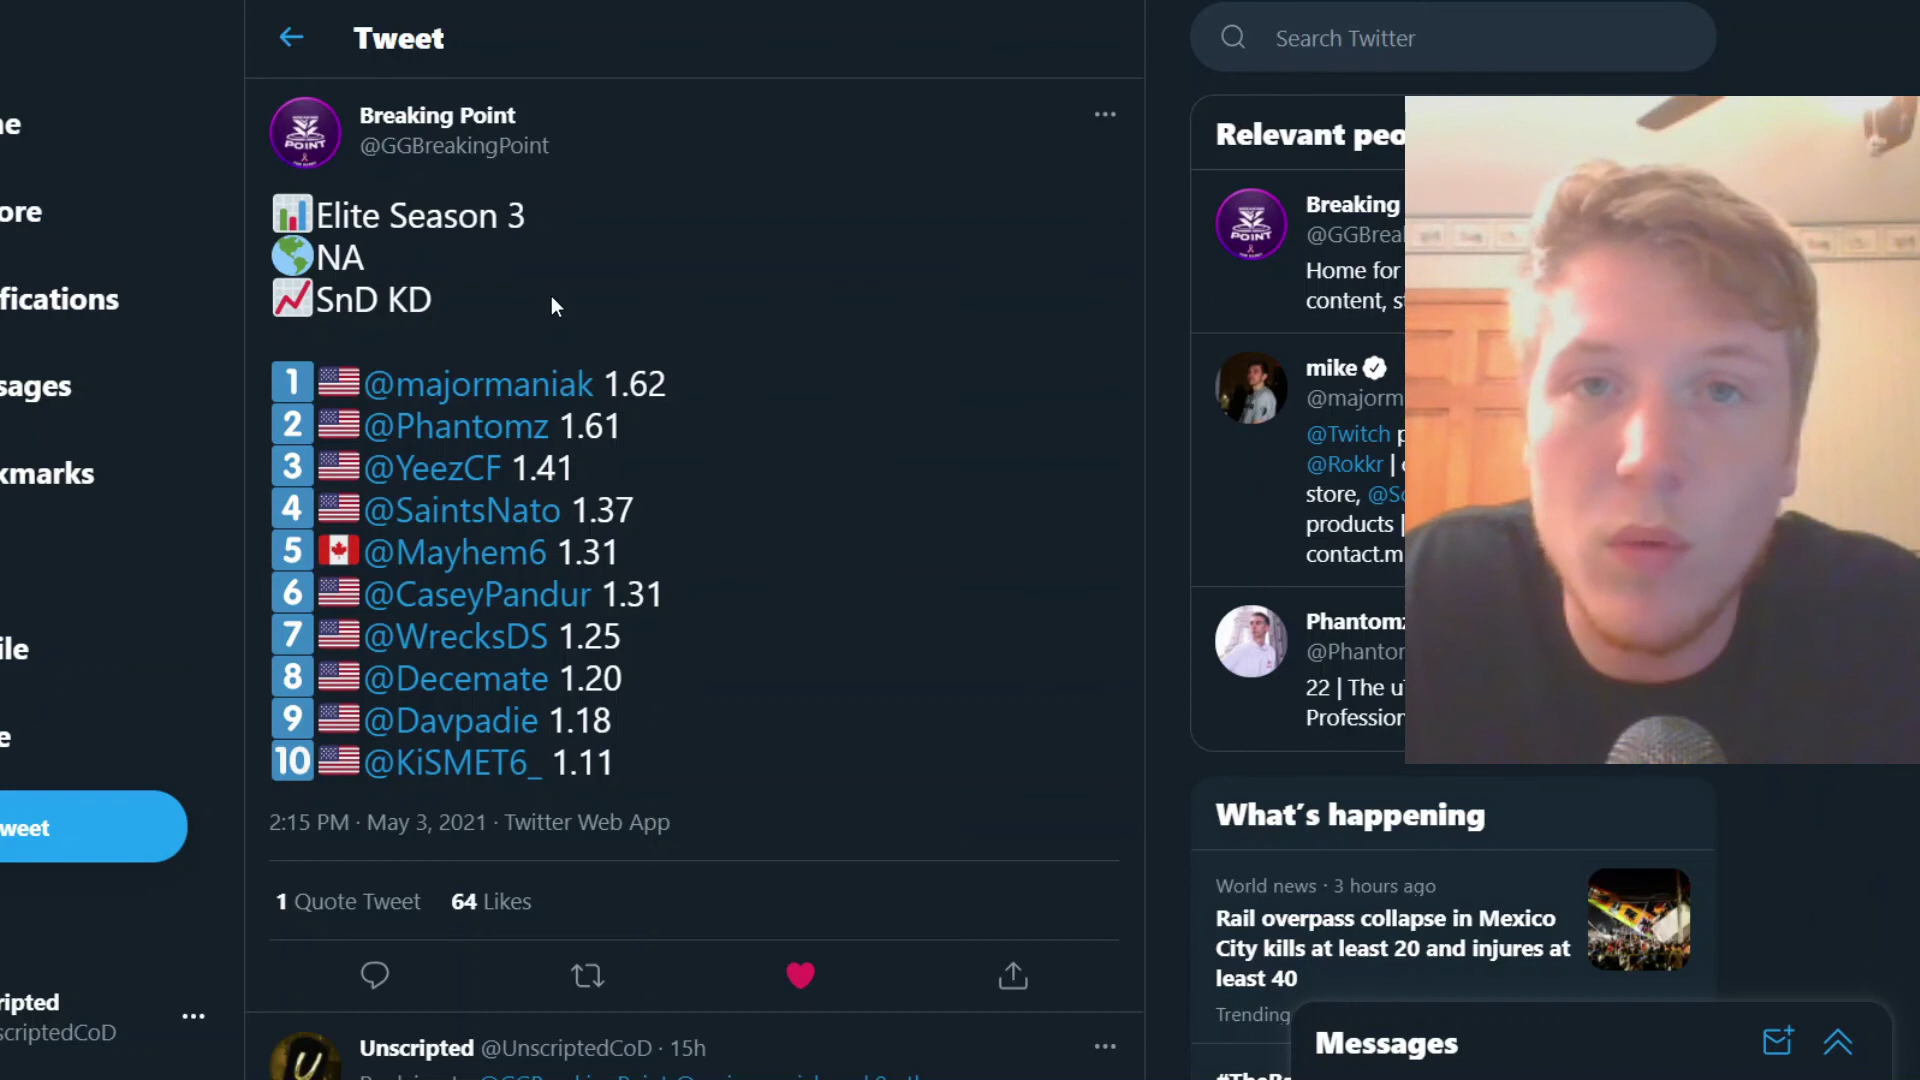 Tweet
Search Twitter
Breaking Point
@GGBreakingPoint
Elite Season 3
NA
SnD KD
1 @majormaniak 1.62
2 @Phantomz 1.61
3 @YeezCF 1.41
4 @SaintsNato 1.37
5 @Mayhem6 1.31
6 @CaseyPandur 1.31
7 @WrecksDS 1.25
8 @Decemate 1.20
9 @Davpadie 1.18
10 @KiSMET6_ 1.11
2:15 PM · May 3, 2021 · Twitter Web App
1 Quote Tweet 64 Likes
Unscripted @UnscriptedCoD · 15h
ne
ore
fications
sages
kmarks
ile
e
weet
ripted
scriptedCoD
Relevant peo
POINT
Breaking
@GGBreal
Home for
content, s
mike
@majorm
@Twitch p
@Rokkr |
store, @Sc
products |
contact.m
Phantomz
@Phantor
22 | The u
Profession
What's happening
World news · 3 hours ago
Rail overpass collapse in Mexico
City kills at least 20 and injures at
least 40
Trending
Messages